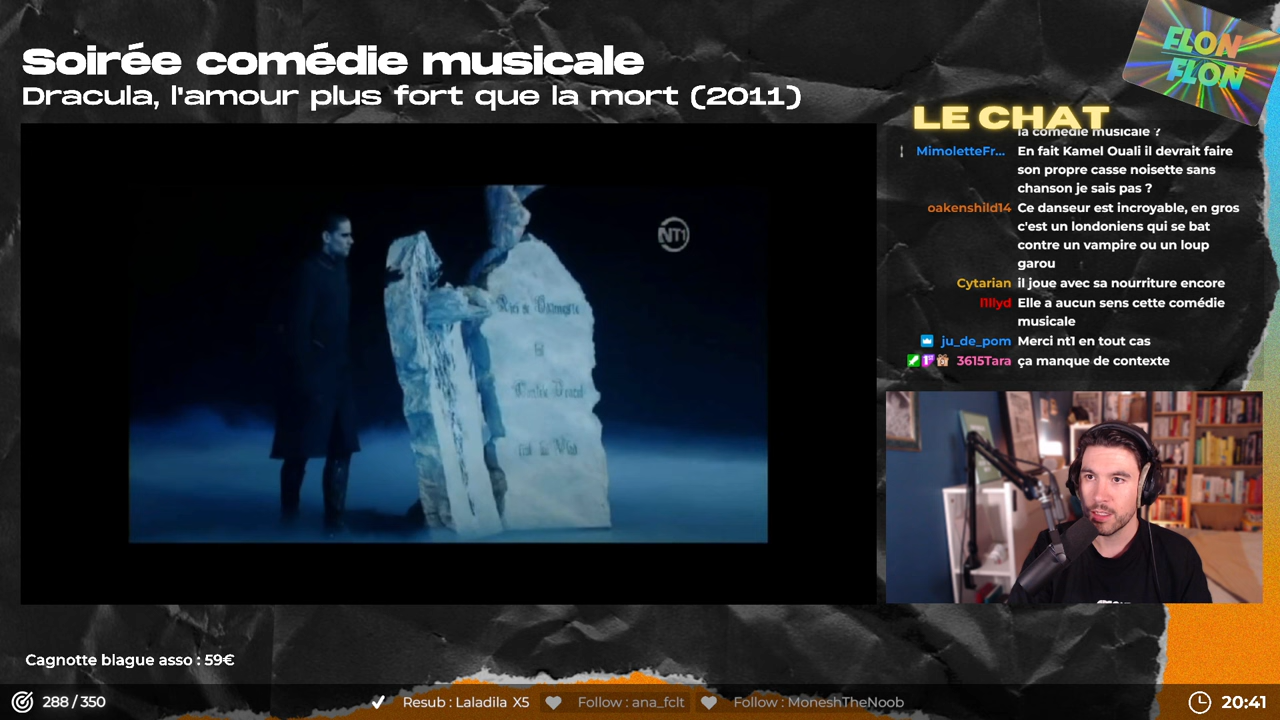 Soirée comédie musicale
Dracula, l'amour plus fort que la mort (2011)
FLON
FLON
LE CHAT
la comédie musicale ?
MimoletteFr... En fait Kamel Ouali il devrait faire
son propre casse noisette sans
chanson je sais pas ?
oakenshild14 Ce danseur est incroyable, en gros
c'est un londoniens qui se bat
contre un vampire ou un loup
garou
Cytarian il joue avec sa nourriture encore
l1llyd Elle a aucun sens cette comédie
musicale
ju_de_pom Merci nt1 en tout cas
3615Tara ça manque de contexte
NT1
Cagnotte blague asso : 59€
288 / 350
Resub : Laladila X5
Follow : ana_fclt
Follow : MoneshTheNoob
20:41